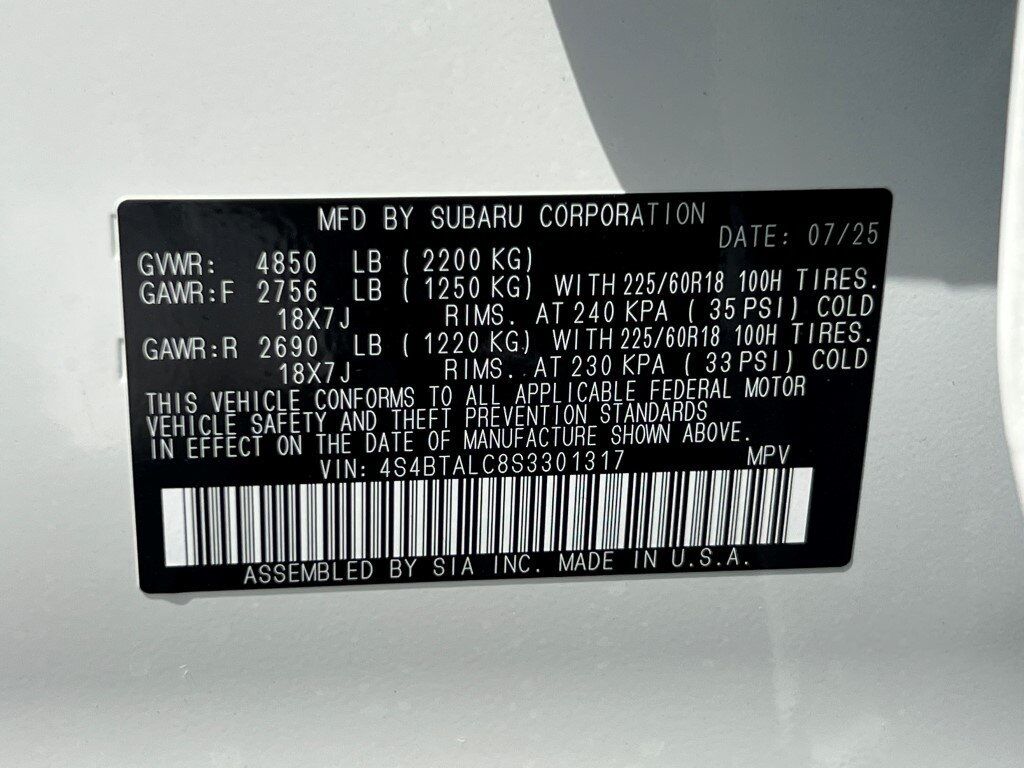 MFD BY SUBARU CORPORATION
DATE: 07/25
GVWR: 4850 LB ( 2200 KG)
GAWR:F 2756 LB ( 1250 KG) WITH 225/60R18 100H TIRES.
18X7J RIMS. AT 240 KPA ( 35 PSI) COLD
GAWR:R 2690 LB ( 1220 KG) WITH 225/60R18 100H TIRES.
18X7J RIMS. AT 230 KPA ( 33 PSI) COLD
THIS VEHICLE CONFORMS TO ALL APPLICABLE FEDERAL MOTOR
VEHICLE SAFETY AND THEFT PREVENTION STANDARDS
IN EFFECT ON THE DATE OF MANUFACTURE SHOWN ABOVE.
VIN: 4S4BTALC8S3301317 MPV
ASSEMBLED BY SIA INC. MADE IN U.S.A.